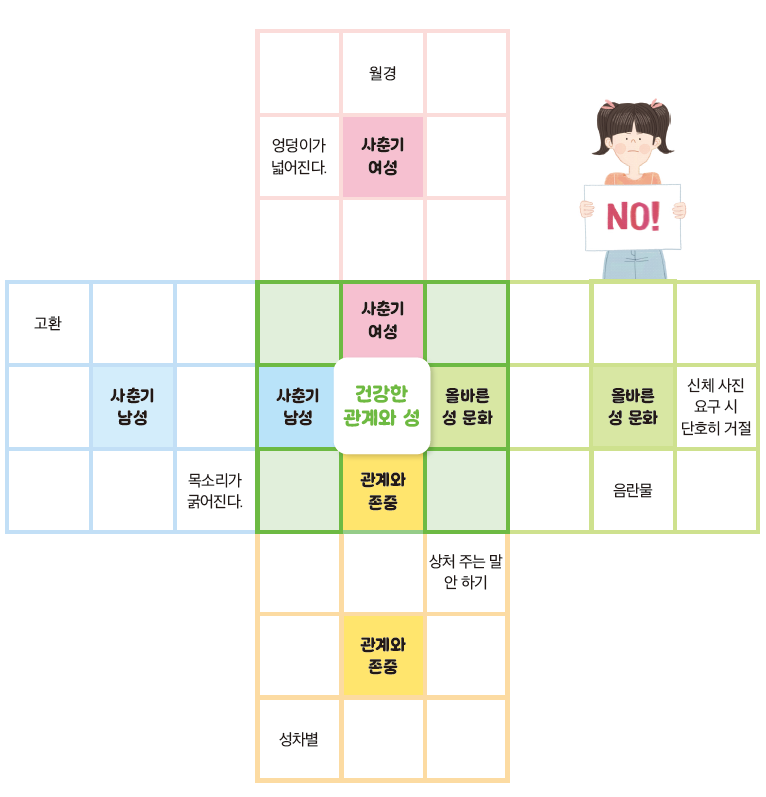 월경
엉덩이가
넓어진다.
사춘기
여성
NO!
고환
사춘기
여성
사춘기
남성
사춘기
남성
건강한
관계와 성
올바른
성 문화
올바른
성 문화
신체 사진
요구 시
단호히 거절
목소리가
굵어진다.
관계와
존중
음란물
상처 주는 말
안 하기
관계와
존중
성차별